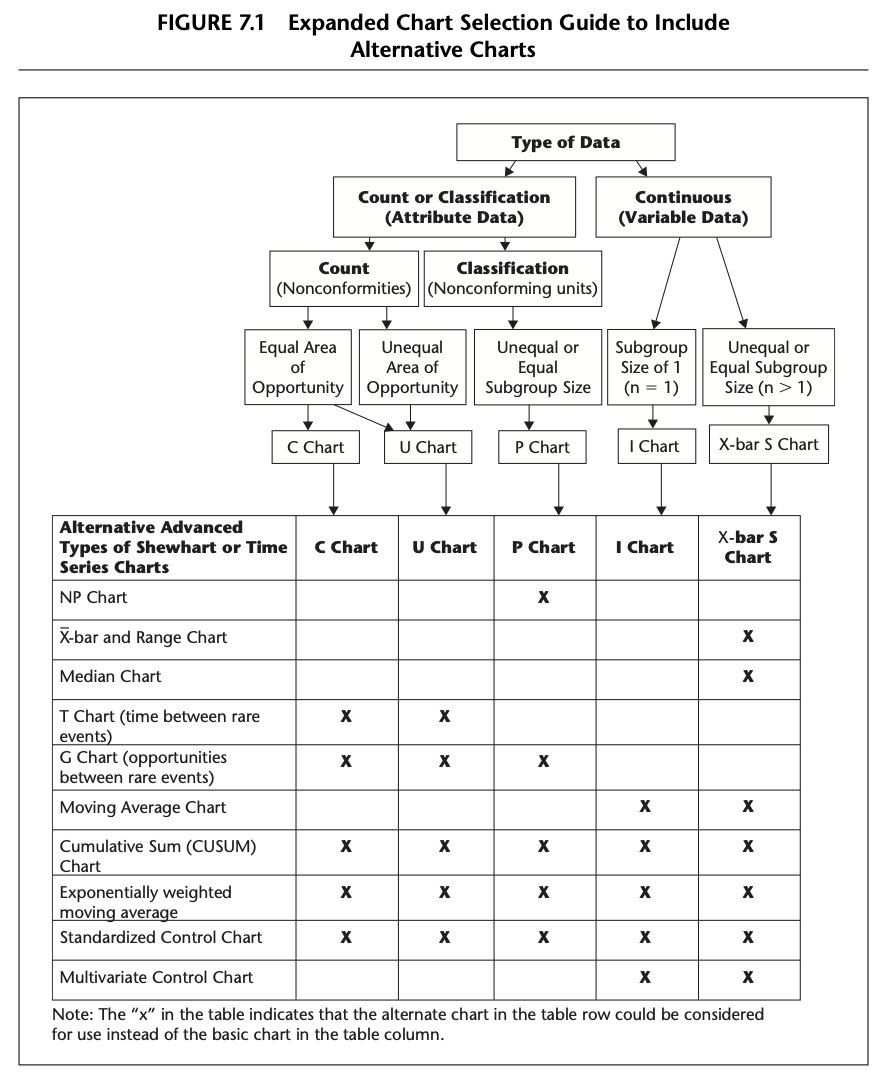 FIGURE 7.1 Expanded Chart Selection Guide to Include
Alternative Charts
Type of Data
Count or Classification
(Attribute Data)
Continuous
(Variable Data)
Count
(Nonconformities)
Classification
(Nonconforming units)
Equal Area
of
Opportunity
Unequal
Area of
Opportunity
Unequal or
Equal
Subgroup Size
Subgroup
Size of 1
(n = 1)
Unequal or
Equal Subgroup
Size (n > 1)
C Chart
U Chart
P Chart
I Chart
X-bar S Chart
Alternative Advanced
Types of Shewhart or Time
Series Charts
C Chart
U Chart
P Chart
I Chart
X-bar S
Chart
NP Chart X
X̅-bar and Range Chart X
Median Chart X
T Chart (time between rare
events) X X
G Chart (opportunities
between rare events) X X X
Moving Average Chart X X
Cumulative Sum (CUSUM)
Chart X X X X X
Exponentially weighted
moving average X X X X X
Standardized Control Chart X X X X X
Multivariate Control Chart X X
Note: The “x” in the table indicates that the alternate chart in the table row could be considered
for use instead of the basic chart in the table column.